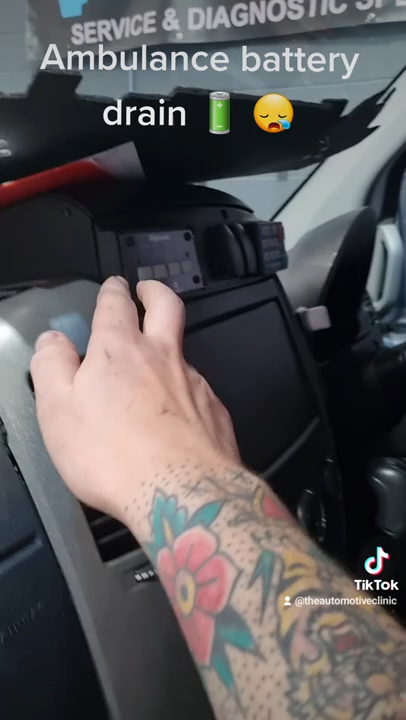 SERVICE & DIAGNOSTIC
Ambulance battery
drain 🔋 😪
TikTok
@theautomotiveclinic